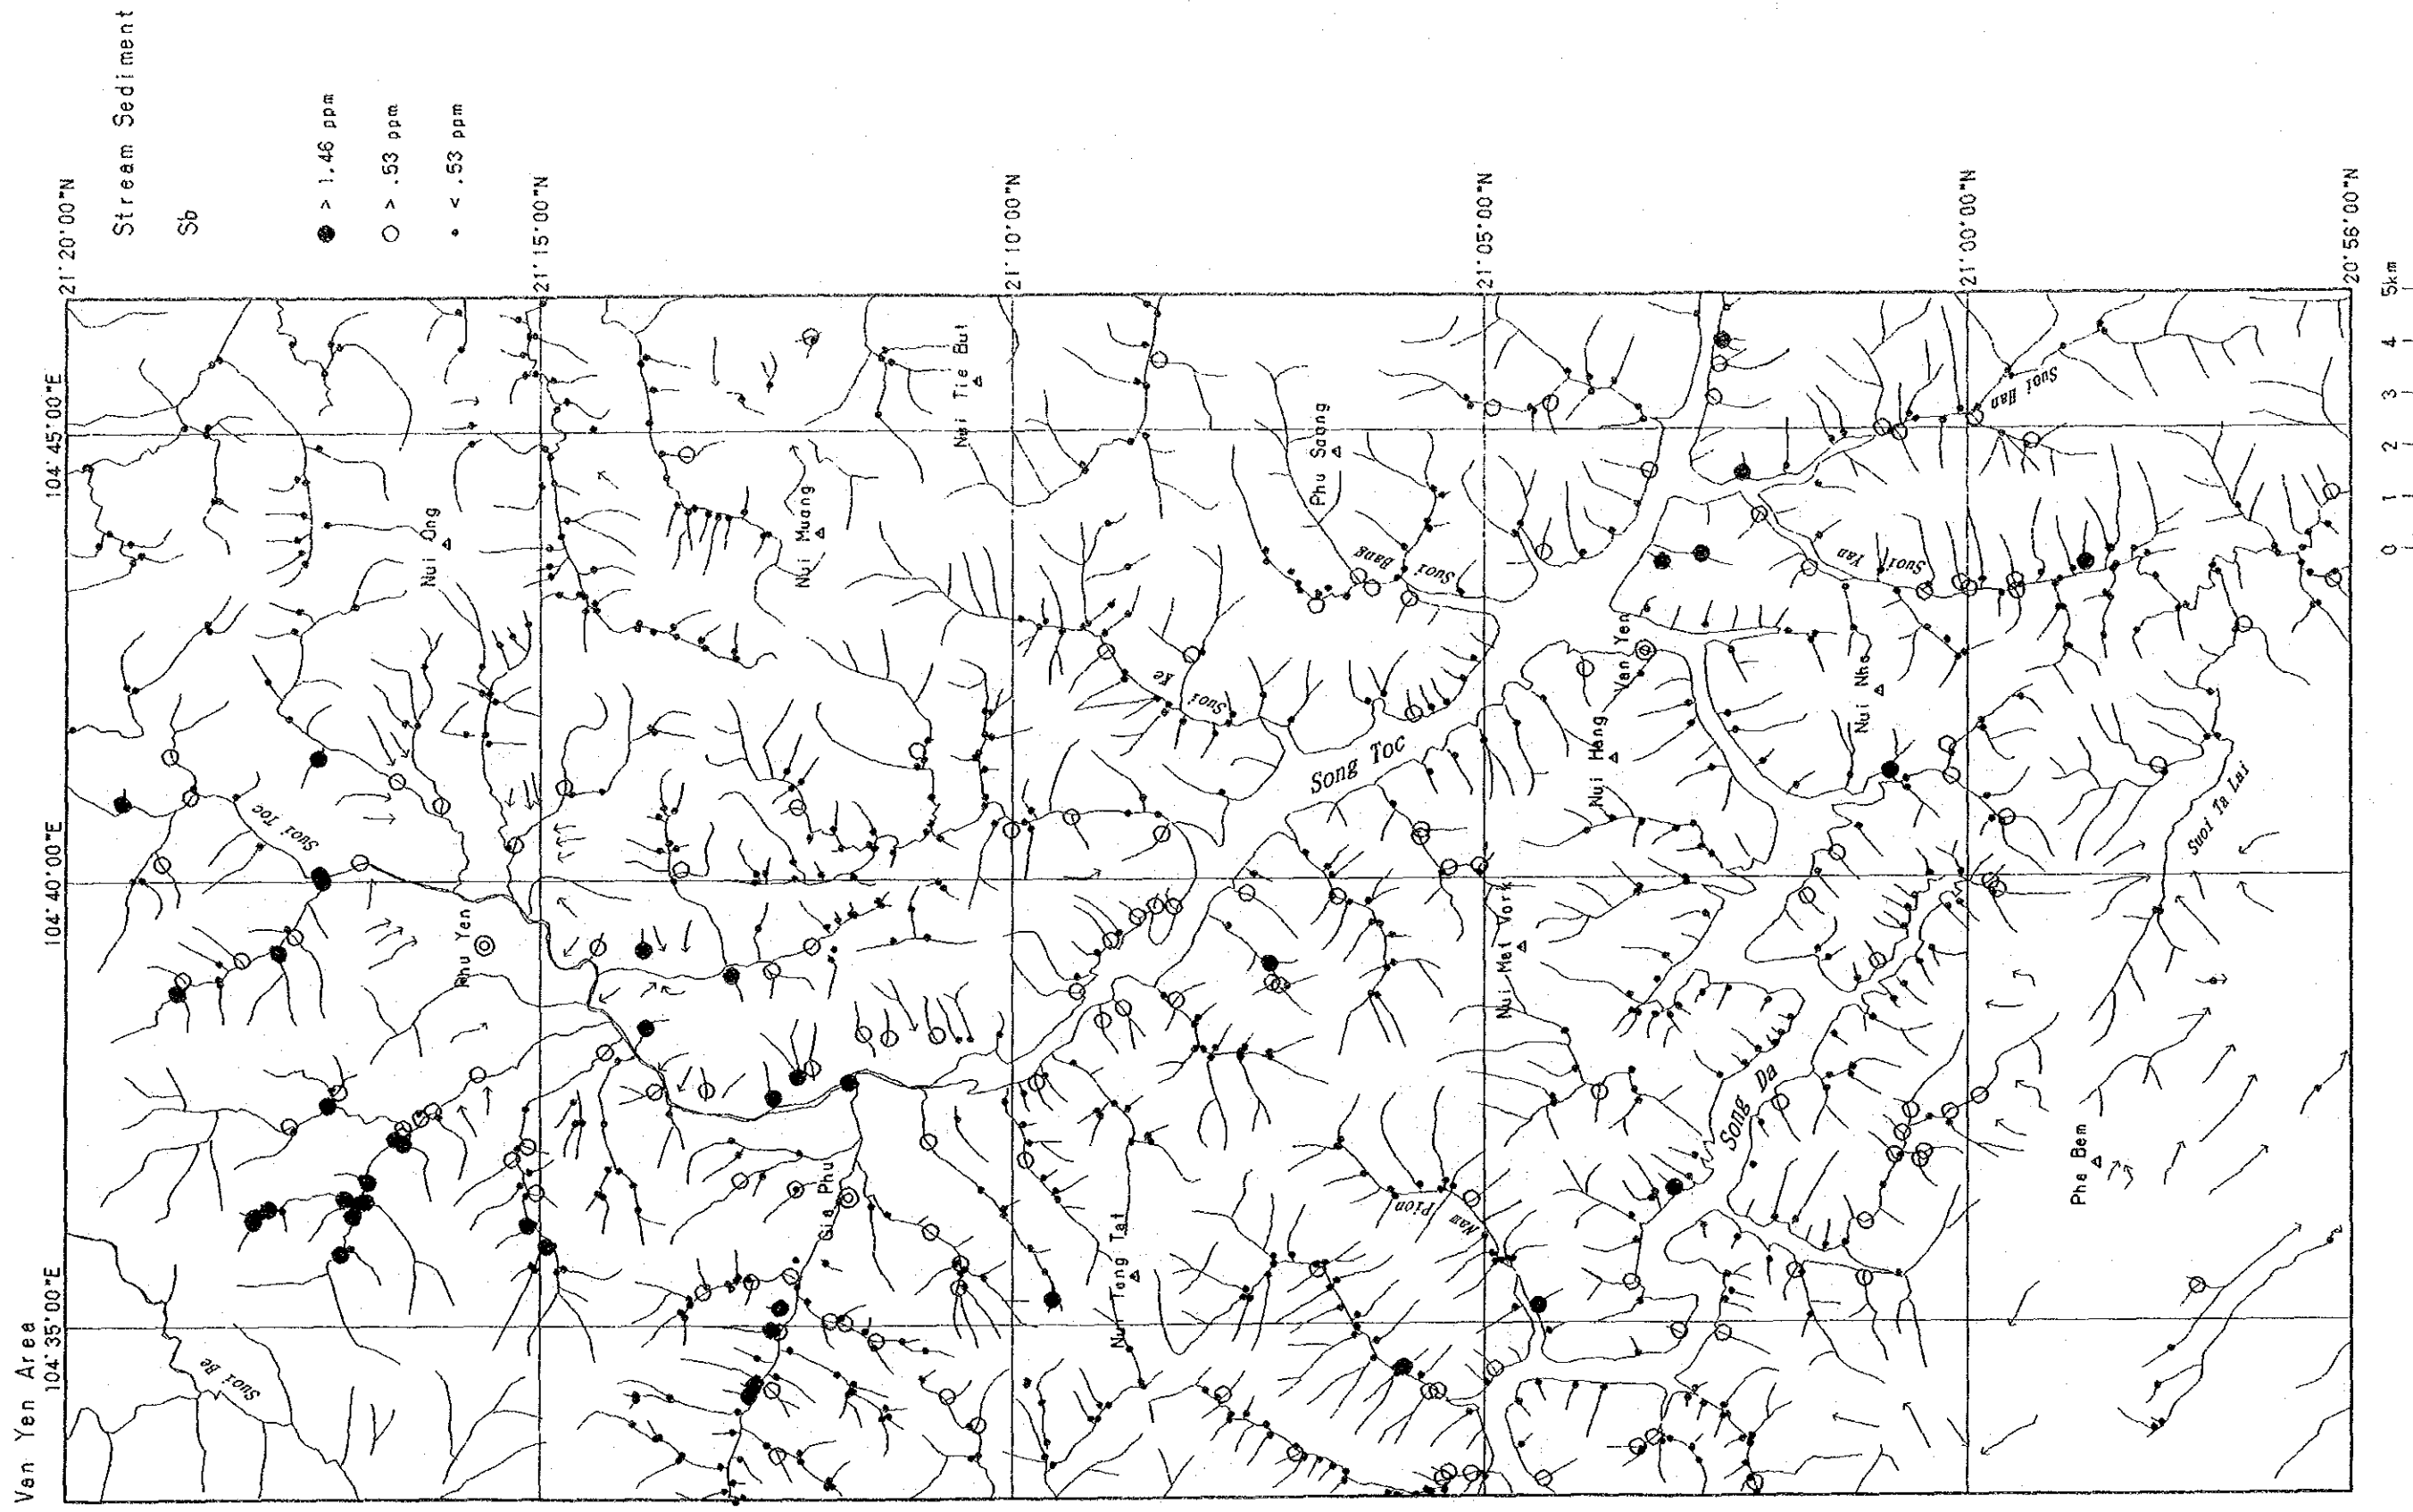 Van Yen Area
104°35'00"E
104°40'00"E
104°45'00"E
21°20'00"N
21°15'00"N
21°10'00"N
21°05'00"N
21°00'00"N
20°56'00"N
Stream Sediment
Sb
> 1.46 ppm
> .53 ppm
< .53 ppm
Suoi Be
Suoi Toc
Phu Yen
Nui Ong
Nui Muang
Nui Tie But
Gia Phu
Nui Tong Tat
Suoi Ke
Song Toc
Phu Saang
Suoi Bang
Nam Pion
Nui Mei Vork
Nui Hang
Van Yen
Song Da
Nui Nhe
Suoi Yan
Suoi Han
Suoi Ta Lai
Pha Bem
0 1 2 3 4 5km